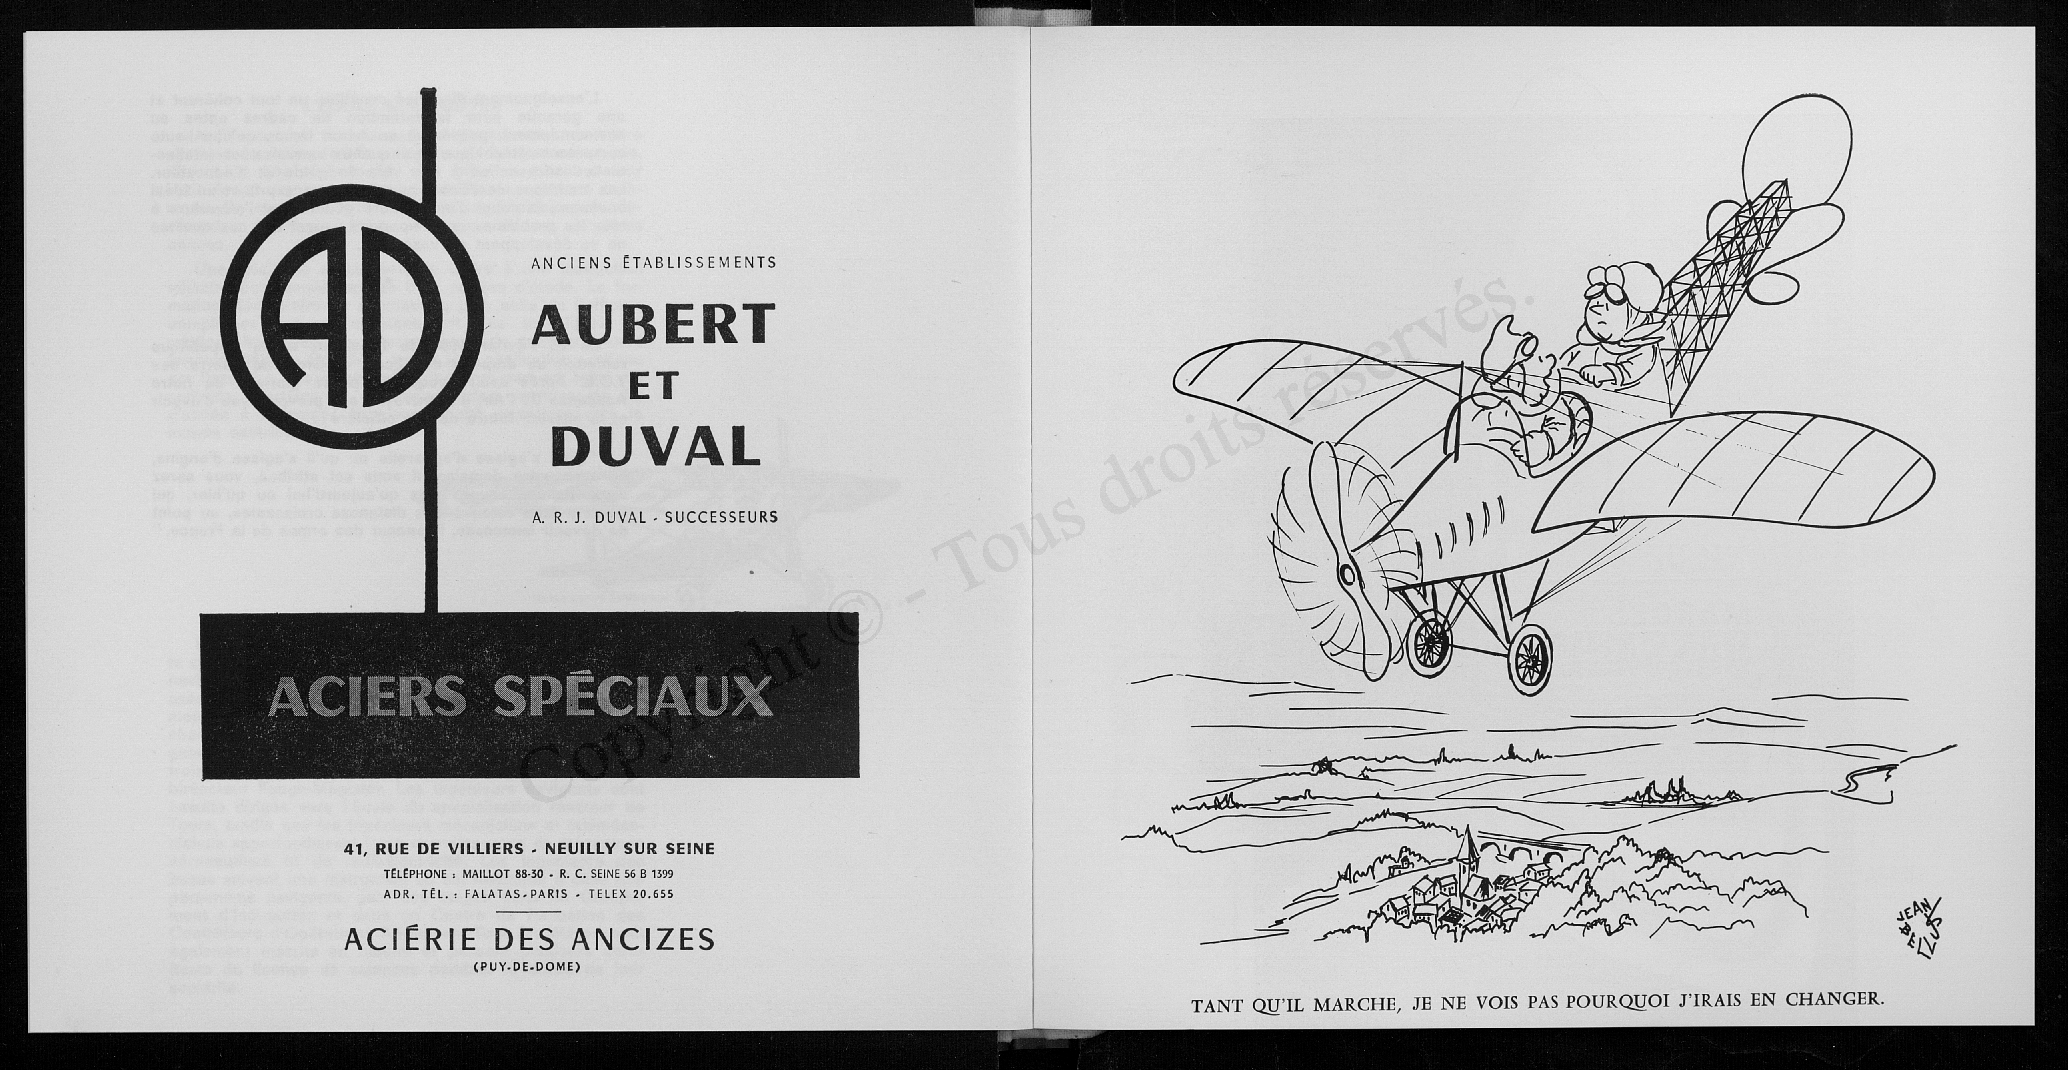 AD
ANCIENS ÉTABLISSEMENTS
AUBERT
ET
DUVAL
A. R. J. DUVAL - SUCCESSEURS
ACIERS SPÉCIAUX
41, RUE DE VILLIERS - NEUILLY SUR SEINE
TÉLÉPHONE : MAILLOT 88-30 - R. C. SEINE 56 B 1399
ADR. TÉL. : FALATAS-PARIS - TELEX 20.655
ACIÉRIE DES ANCIZES
(PUY-DE-DOME)
JEAN
BELLUS
TANT QU'IL MARCHE, JE NE VOIS PAS POURQUOI J'IRAIS EN CHANGER.
Copyright © - Tous droits réservés.